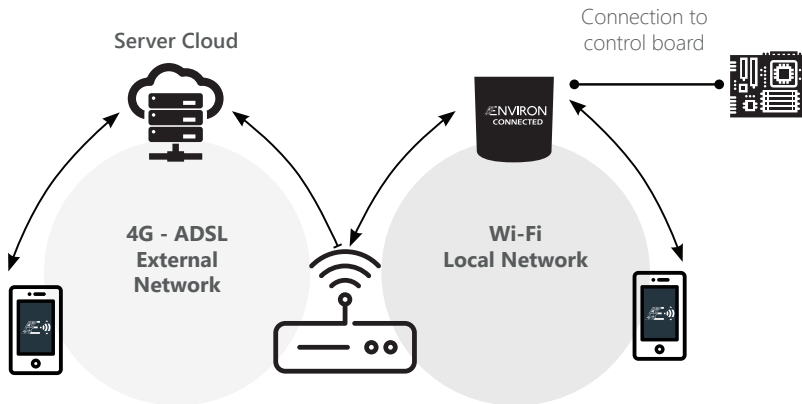 Connection to
control board
Server Cloud
ENVIRON
CONNECTED
4G - ADSL
External
Network
Wi-Fi
Local Network